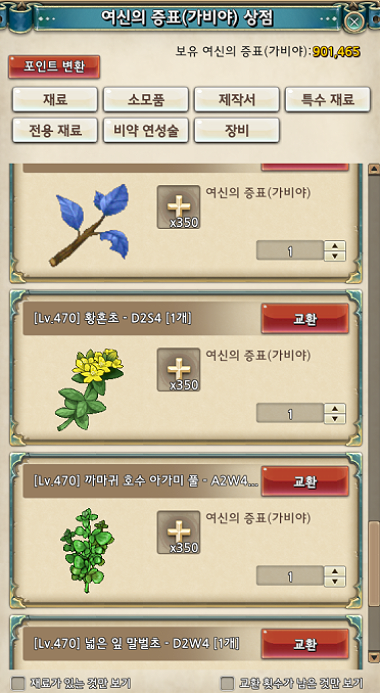 여신의 증표(가비야) 상점
보유 여신의 증표(가비야):901,465
포인트 변환
재료 소모품 제작서 특수 재료
전용 재료 비약 연성술 장비
여신의 증표(가비야)
x350
1
[Lv.470] 황혼초 - D2S4 [1개] 교환
여신의 증표(가비야)
x350
1
[Lv.470] 까마귀 호수 아가미 풀 - A2W4... 교환
여신의 증표(가비야)
x350
1
[Lv.470] 넓은 잎 말벌초 - D2W4 [1개] 교환
재료가 있는 것만 보기 교환 횟수가 남은 것만 보기